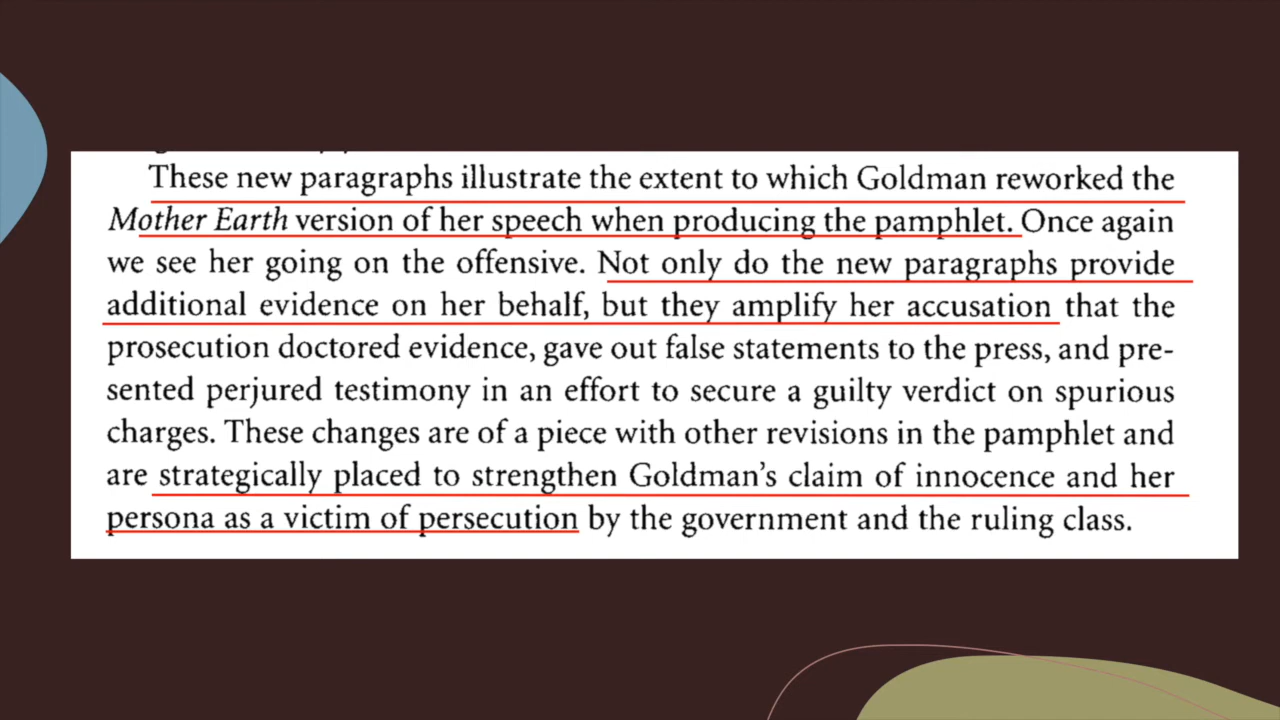 These new paragraphs illustrate the extent to which Goldman reworked the
Mother Earth version of her speech when producing the pamphlet. Once again
we see her going on the offensive. Not only do the new paragraphs provide
additional evidence on her behalf, but they amplify her accusation that the
prosecution doctored evidence, gave out false statements to the press, and pre-
sented perjured testimony in an effort to secure a guilty verdict on spurious
charges. These changes are of a piece with other revisions in the pamphlet and
are strategically placed to strengthen Goldman’s claim of innocence and her
persona as a victim of persecution by the government and the ruling class.